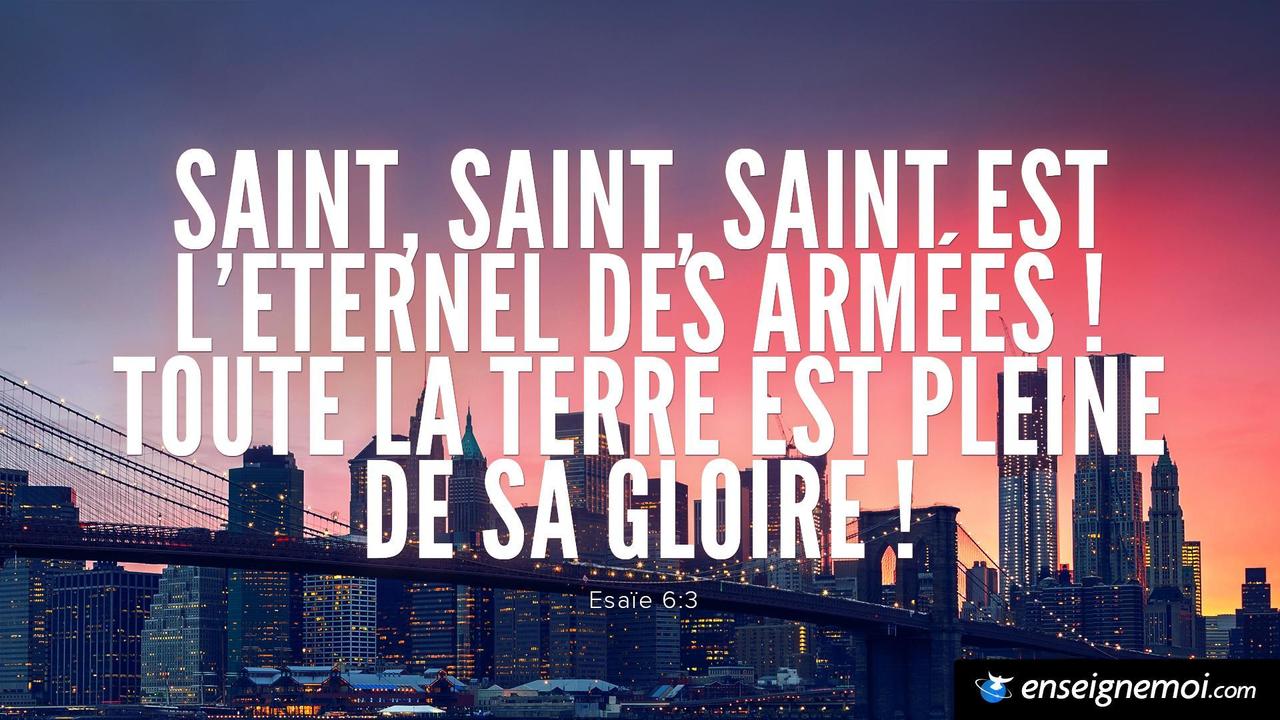 SAINT, SAINT, SAINT EST
L'ETERNEL DES ARMÉES !
TOUTE LA TERRE EST PLEINE
DE SA GLOIRE !
Esaïe 6:3
enseignemoi.com